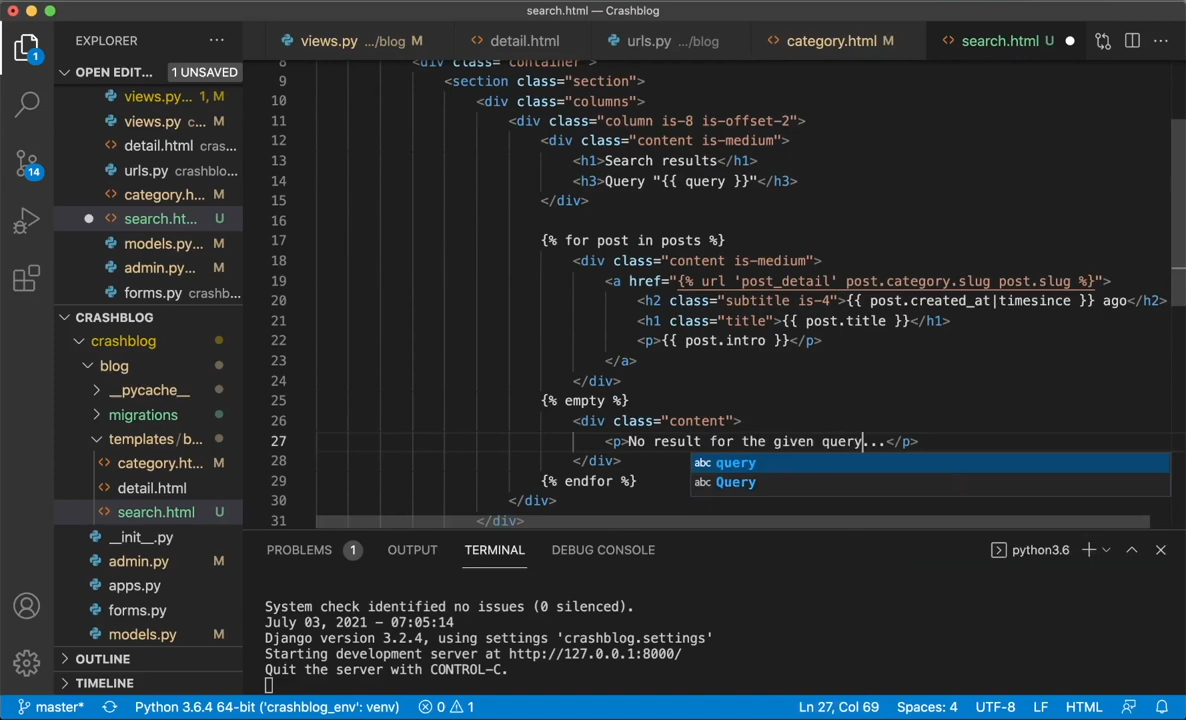 search.html — Crashblog
1
EXPLORER
views.py .../blog M
detail.html
urls.py .../blog
category.html M
search.html U
OPEN EDIT... 1 UNSAVED
views.py... 1, M
views.py c... M
detail.html cras...
urls.py crashblo...
category.h... M
search.ht... U
models.py... M
admin.py... M
forms.py crashb...
14
CRASHBLOG
crashblog
blog
__pycache__
migrations
templates/b...
category.ht... M
detail.html
search.html U
__init__.py
admin.py M
apps.py
forms.py
models.py M
OUTLINE
TIMELINE
8 <div class="container">
9 <section class="section">
10 <div class="columns">
11 <div class="column is-8 is-offset-2">
12 <div class="content is-medium">
13 <h1>Search results</h1>
14 <h3>Query "{{ query }}"</h3>
15 </div>
16
17 {% for post in posts %}
18 <div class="content is-medium">
19 <a href="{% url 'post_detail' post.category.slug post.slug %}">
20 <h2 class="subtitle is-4">{{ post.created_at|timesince }} ago</h2>
21 <h1 class="title">{{ post.title }}</h1>
22 <p>{{ post.intro }}</p>
23 </a>
24 </div>
25 {% empty %}
26 <div class="content">
27 <p>No result for the given query...</p>
28 </div>
29 {% endfor %}
30 </div>
31 </div>
abc query
abc Query
PROBLEMS 1 OUTPUT TERMINAL DEBUG CONSOLE
python3.6
System check identified no issues (0 silenced).
July 03, 2021 - 07:05:14
Django version 3.2.4, using settings 'crashblog.settings'
Starting development server at http://127.0.0.1:8000/
Quit the server with CONTROL-C.
master* Python 3.6.4 64-bit ('crashblog_env': venv) 0 1 Ln 27, Col 69 Spaces: 4 UTF-8 LF HTML